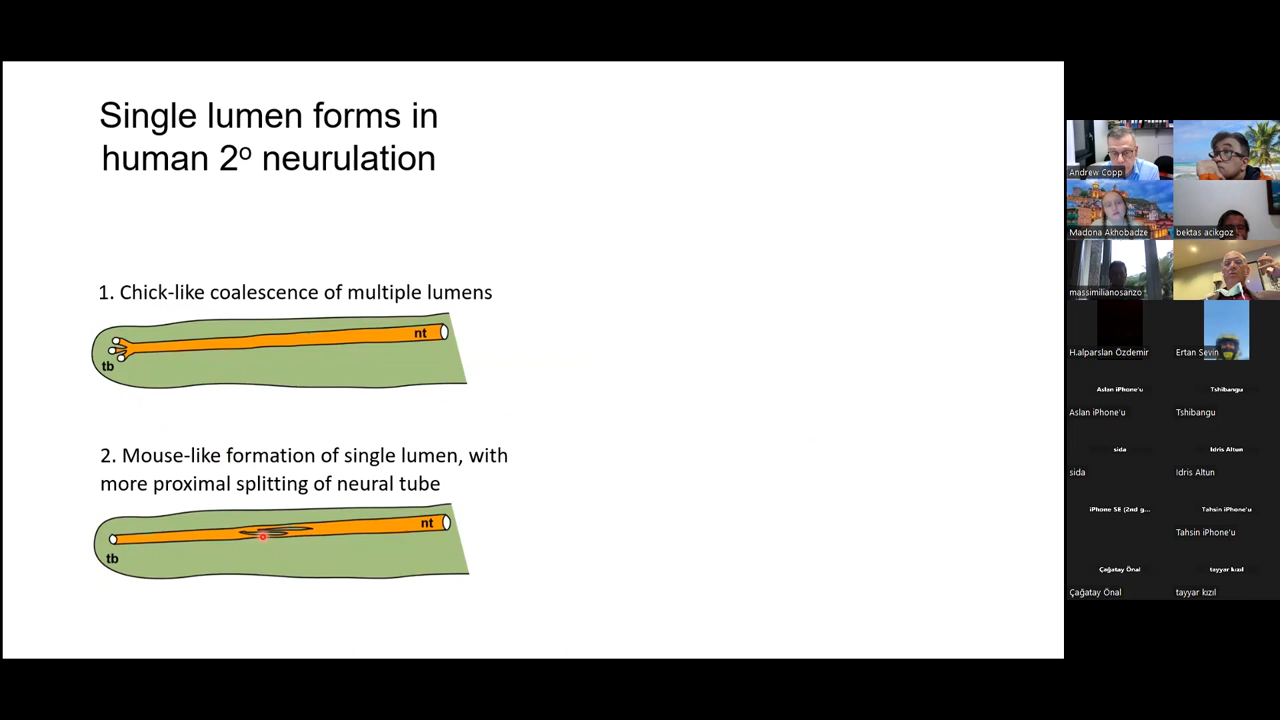 Single lumen forms in
human 2º neurulation
1. Chick-like coalescence of multiple lumens
nt
tb
2. Mouse-like formation of single lumen, with
more proximal splitting of neural tube
nt
tb
Andrew Copp
Madona Akhobadze
bektas acikgoz
massimilianosanzo
H.alparslan Özdemir
Ertan Sevin
Aslan iPhone'u
Tshibangu
Aslan iPhone'u
Tshibangu
sida
Idris Altun
sida
Idris Altun
iPhone SE (2nd g...
Tahsin iPhone'u
Tahsin iPhone'u
Çağatay Önal
tayyar kızıl
Çağatay Önal
tayyar kızıl